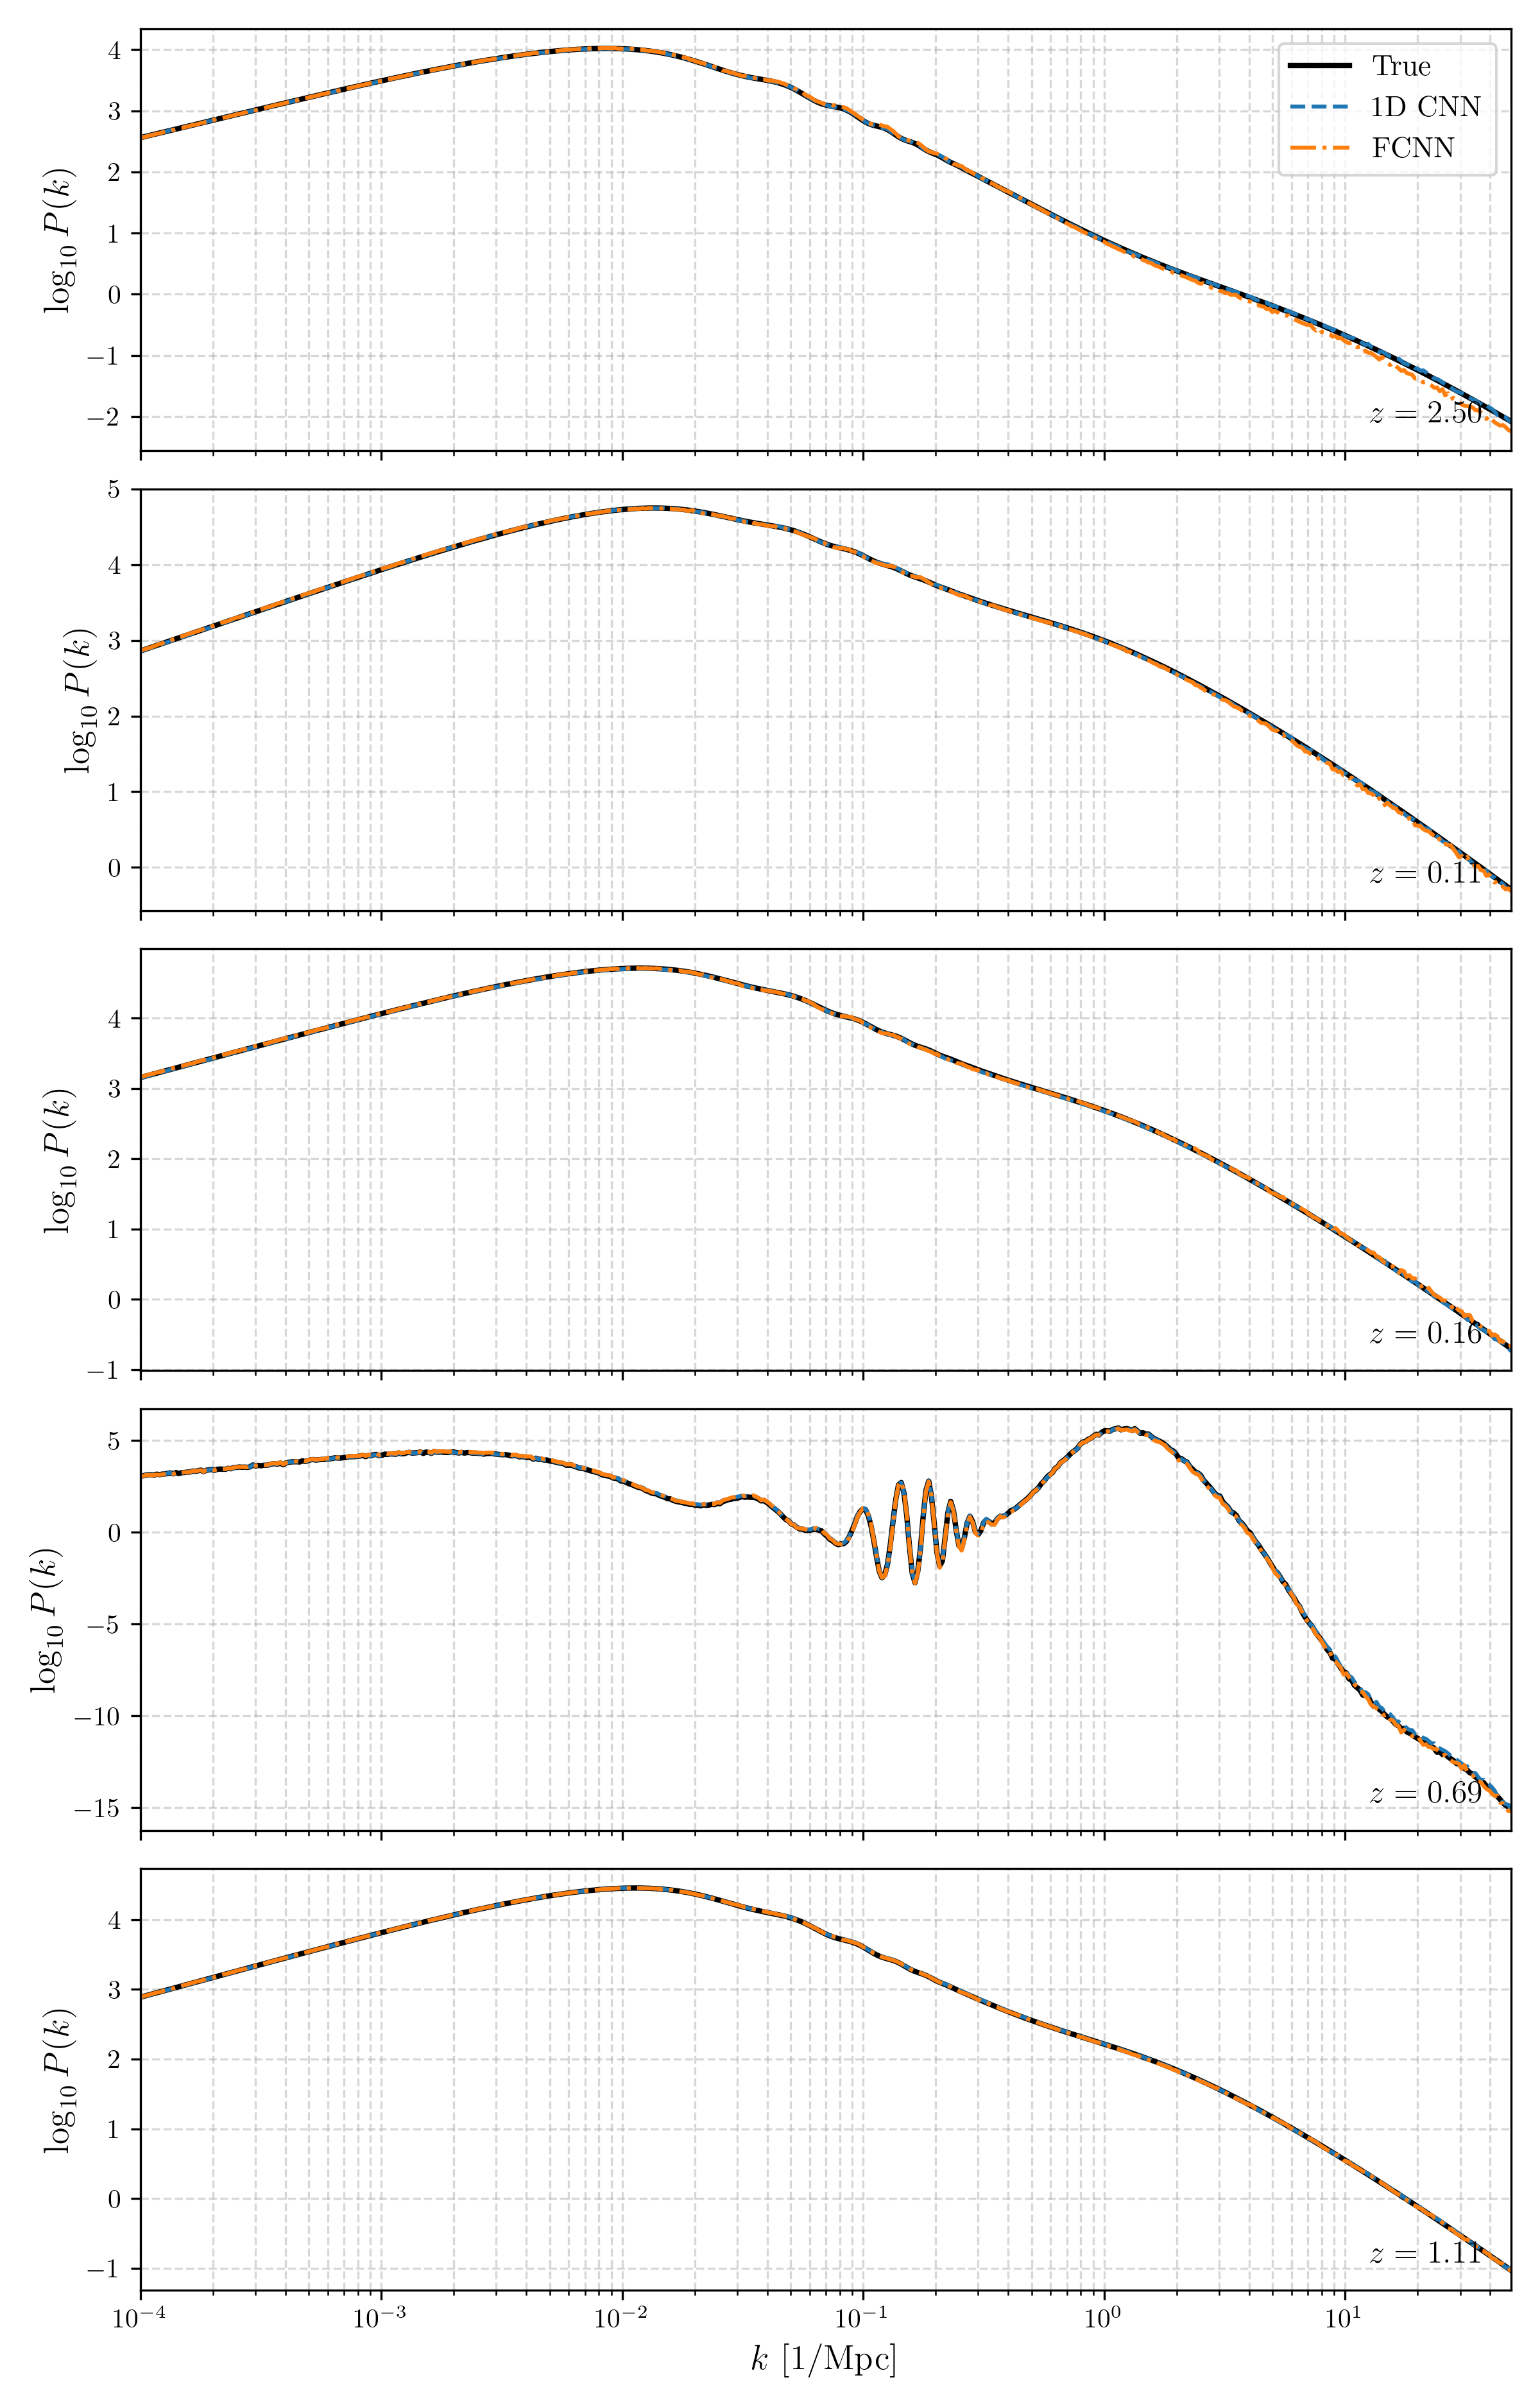 4
3
2
1
0
−1
−2
log₁₀ P(k)
True
1D CNN
FCNN
z = 2.50
5
4
3
2
1
0
log₁₀ P(k)
z = 0.11
4
3
2
1
0
−1
log₁₀ P(k)
z = 0.16
5
0
−5
−10
−15
log₁₀ P(k)
z = 0.69
4
3
2
1
0
−1
log₁₀ P(k)
z = 1.11
10⁻⁴ 10⁻³ 10⁻² 10⁻¹ 10⁰ 10¹
k [1/Mpc]